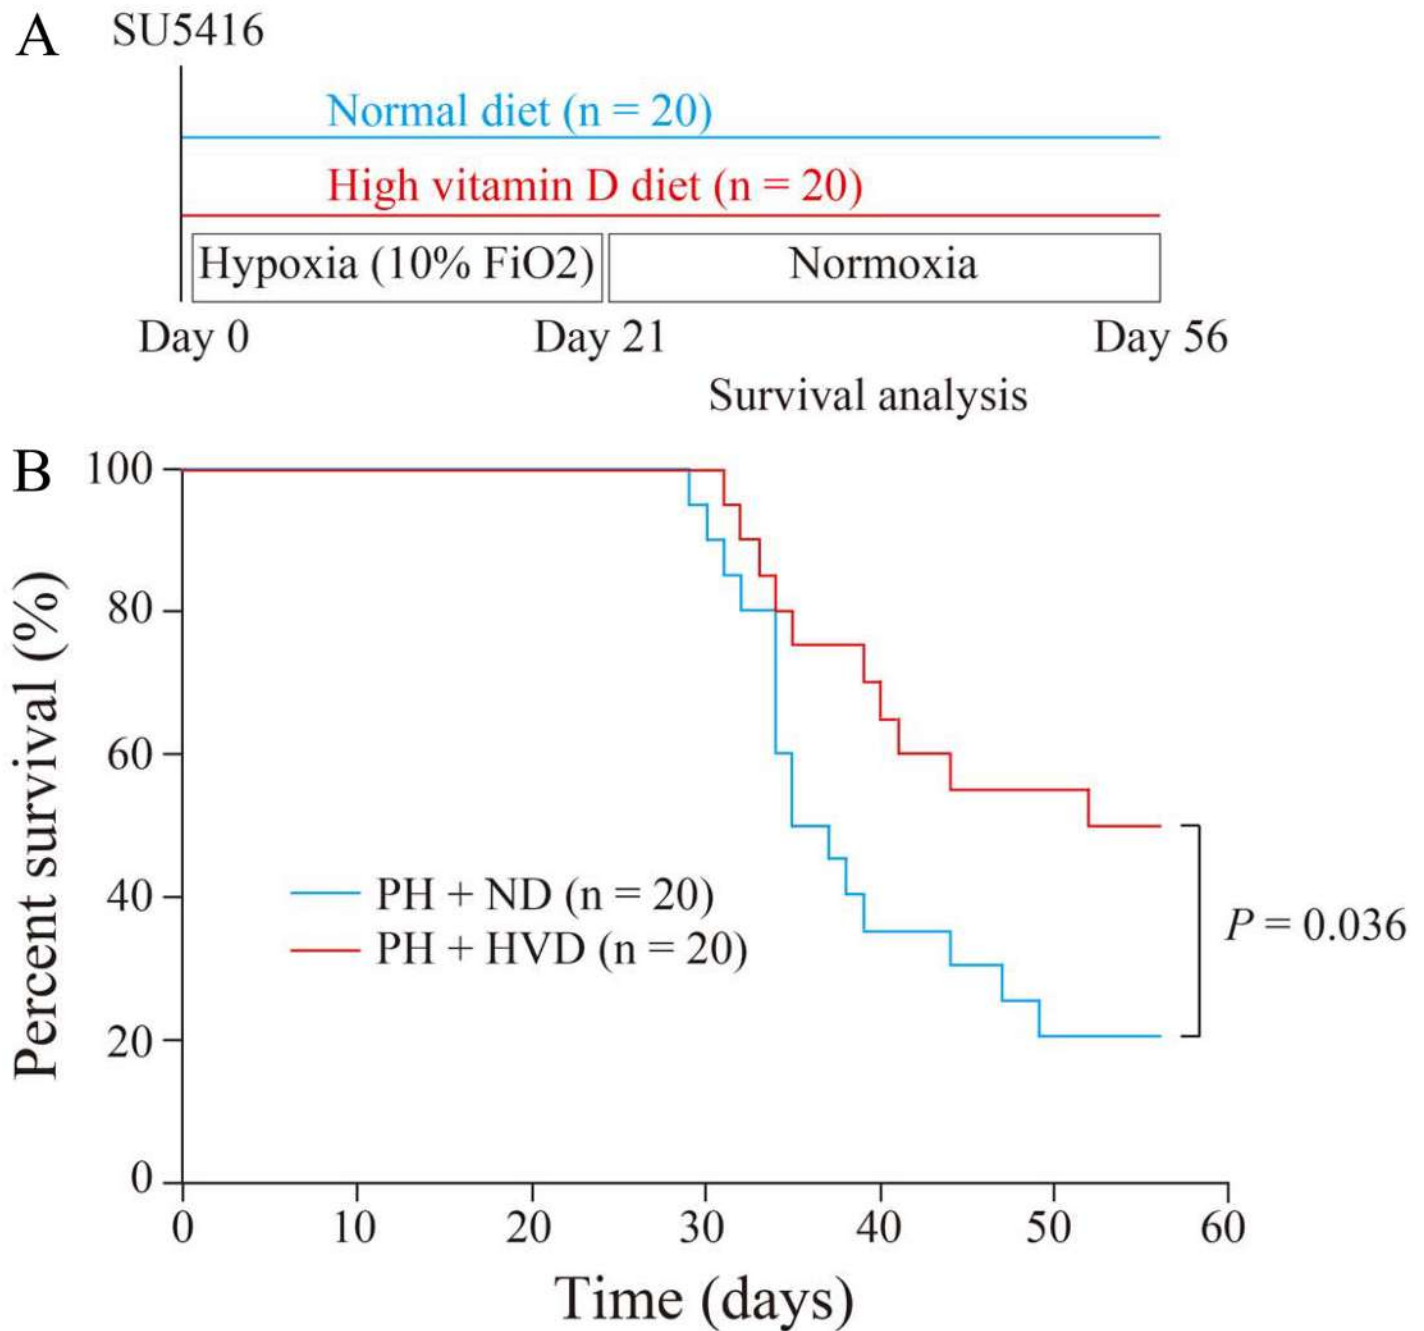 A
SU5416
Normal diet (n = 20)
High vitamin D diet (n = 20)
Hypoxia (10% FiO2)
Normoxia
Day 0
Day 21
Day 56
Survival analysis
B
Percent survival (%)
100
80
60
40
20
0
PH + ND (n = 20)
PH + HVD (n = 20)
P = 0.036
0 10 20 30 40 50 60
Time (days)